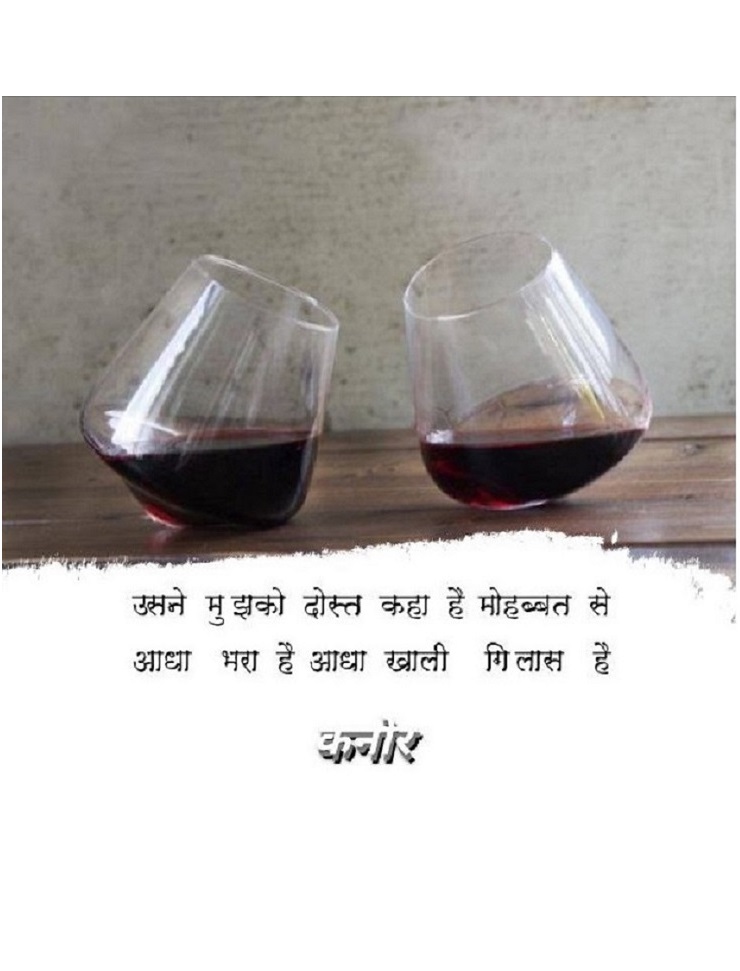 उसने मुझको दोस्त कहा है मोहब्बत से
आधा भरा है आधा खाली गिलास है
कनौर